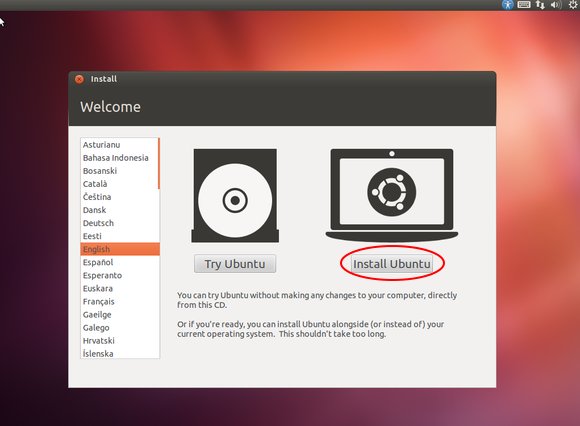 Install
Welcome
Asturianu
Bahasa Indonesia
Bosanski
Català
Čeština
Dansk
Deutsch
Eesti
English
Español
Esperanto
Euskara
Français
Gaeilge
Galego
Hrvatski
Íslenska
Try Ubuntu
Install Ubuntu
You can try Ubuntu without making any changes to your computer, directly
from this CD.
Or if you're ready, you can install Ubuntu alongside (or instead of) your
current operating system. This shouldn't take too long.